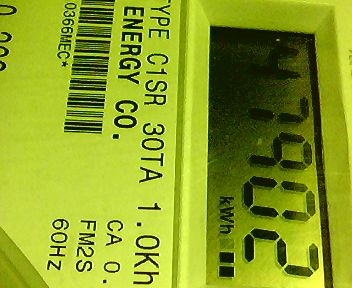 47902
kWh
TYPE C1SR 30TA 1.0Kh
ENERGY CO.
CA 0.
FM2S
60HZ
0366MEC*